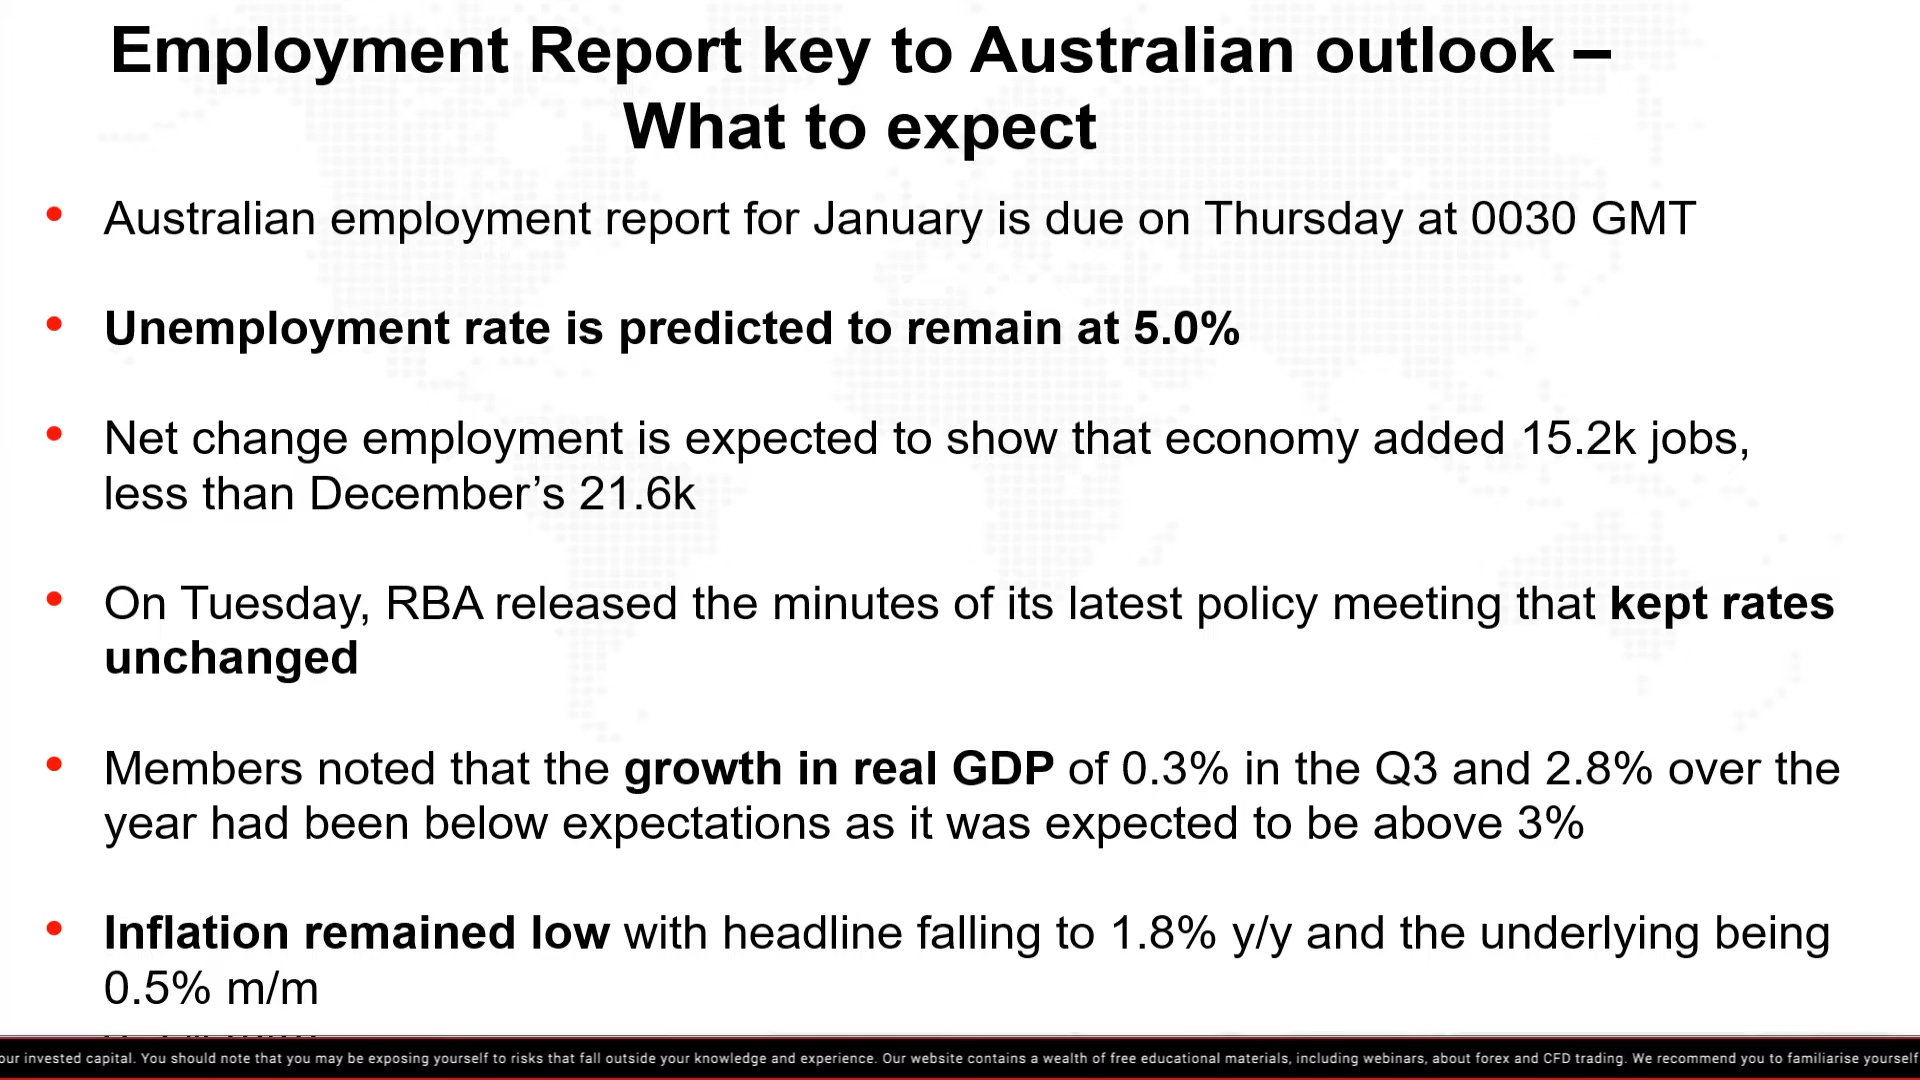 Employment Report key to Australian outlook –
What to expect
• Australian employment report for January is due on Thursday at 0030 GMT
• Unemployment rate is predicted to remain at 5.0%
• Net change employment is expected to show that economy added 15.2k jobs,
less than December’s 21.6k
• On Tuesday, RBA released the minutes of its latest policy meeting that kept rates
unchanged
• Members noted that the growth in real GDP of 0.3% in the Q3 and 2.8% over the
year had been below expectations as it was expected to be above 3%
• Inflation remained low with headline falling to 1.8% y/y and the underlying being
0.5% m/m
our invested capital. You should note that you may be exposing yourself to risks that fall outside your knowledge and experience. Our website contains a wealth of free educational materials, including webinars, about forex and CFD trading. We recommend you to familiarise yourself